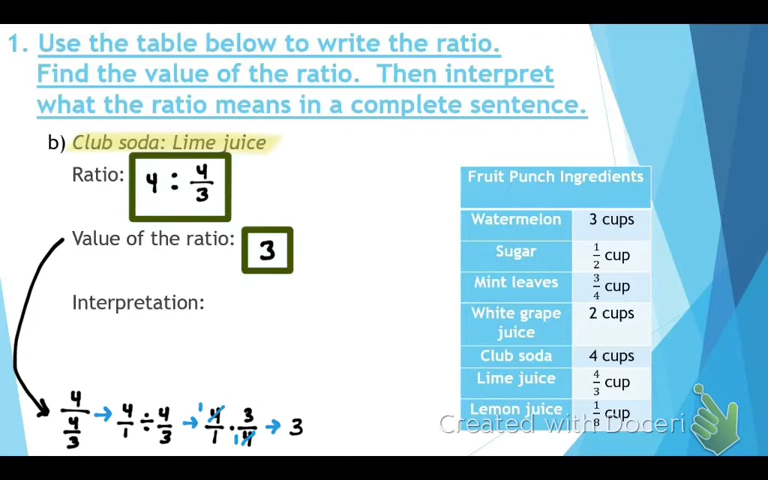 1. Use the table below to write the ratio.
Find the value of the ratio. Then interpret
what the ratio means in a complete sentence.
b) Club soda: Lime juice
Ratio: 4 : 4/3
Value of the ratio: 3
Interpretation:
4/(4/3) → 4/1 ÷ 4/3 → 1 4/1 · 3/4 1 → 3
Fruit Punch Ingredients
Watermelon 3 cups
Sugar 1/2 cup
Mint leaves 3/4 cup
White grape
juice 2 cups
Club soda 4 cups
Lime juice 4/3 cup
Lemon juice 1/8 cup
Created with Doceri